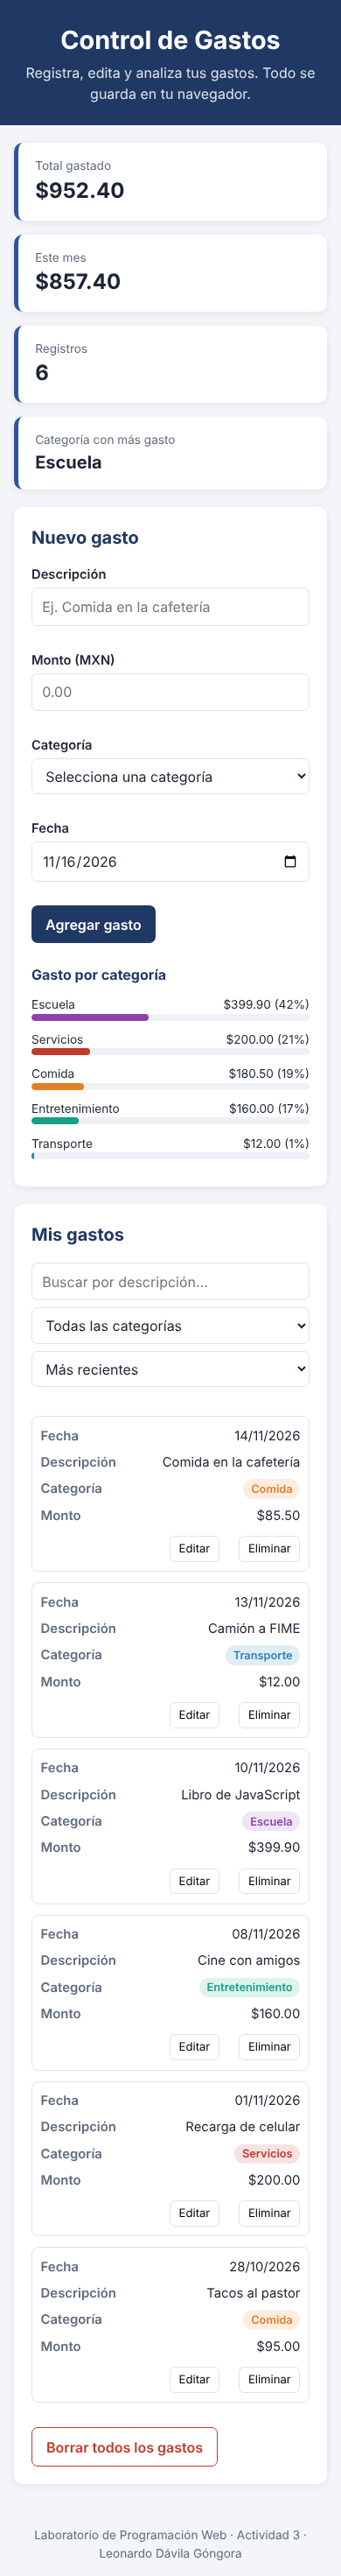 Control de Gastos
Registra, edita y analiza tus gastos. Todo se
guarda en tu navegador.
Total gastado
$952.40
Este mes
$857.40
Registros
6
Categoría con más gasto
Escuela
Nuevo gasto
Descripción
Ej. Comida en la cafetería
Monto (MXN)
0.00
Categoría
Selecciona una categoría
Fecha
11/16/2026
Agregar gasto
Gasto por categoría
Escuela $399.90 (42%)
Servicios $200.00 (21%)
Comida $180.50 (19%)
Entretenimiento $160.00 (17%)
Transporte $12.00 (1%)
Mis gastos
Buscar por descripción...
Todas las categorías
Más recientes
Fecha 14/11/2026
Descripción Comida en la cafetería
Categoría Comida
Monto $85.50
Editar Eliminar
Fecha 13/11/2026
Descripción Camión a FIME
Categoría Transporte
Monto $12.00
Editar Eliminar
Fecha 10/11/2026
Descripción Libro de JavaScript
Categoría Escuela
Monto $399.90
Editar Eliminar
Fecha 08/11/2026
Descripción Cine con amigos
Categoría Entretenimiento
Monto $160.00
Editar Eliminar
Fecha 01/11/2026
Descripción Recarga de celular
Categoría Servicios
Monto $200.00
Editar Eliminar
Fecha 28/10/2026
Descripción Tacos al pastor
Categoría Comida
Monto $95.00
Editar Eliminar
Borrar todos los gastos
Laboratorio de Programación Web · Actividad 3 ·
Leonardo Dávila Góngora